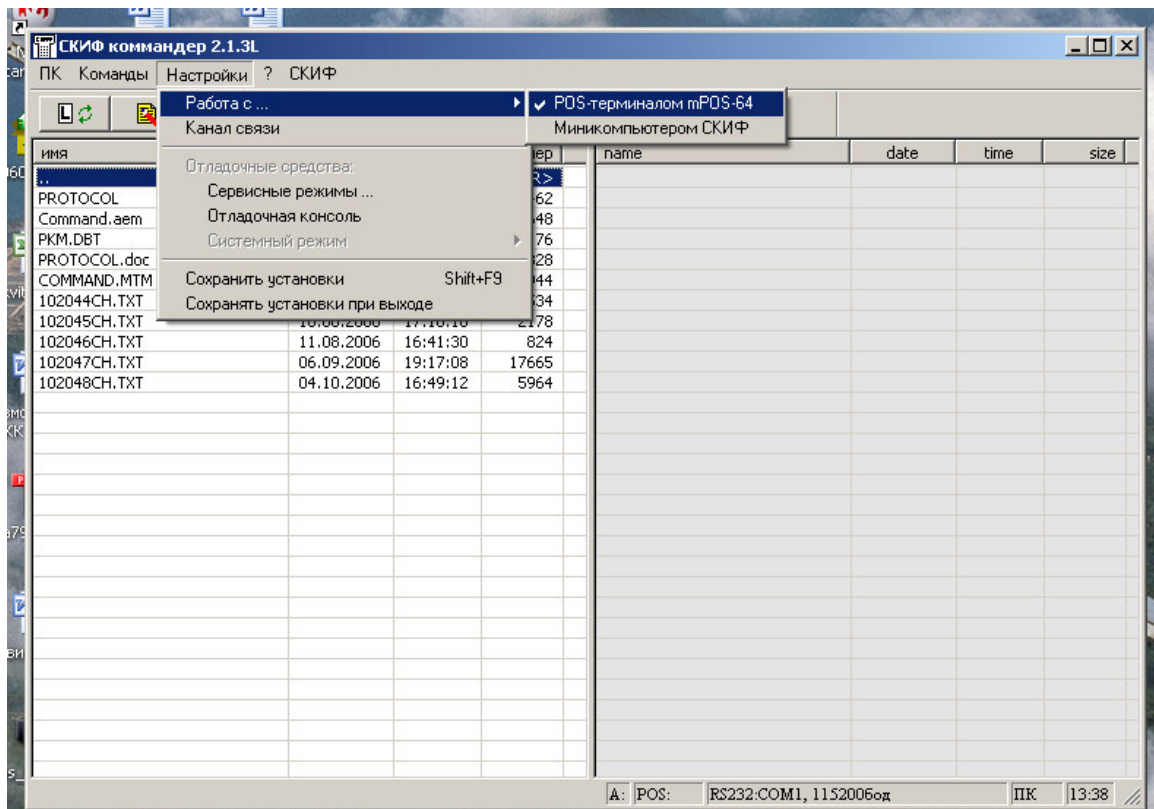 СКИФ коммандер 2.1.3L
ПК Команды Настройки ? СКИФ
Работа с ...
POS-терминалом mPOS-64
Канал связи
Миникомпьютером СКИФ
Отладочные средства:
Сервисные режимы ...
Отладочная консоль
Системный режим
Сохранить установки Shift+F9
Сохранять установки при выходе
имя name date time size
..
PROTOCOL
Command.aem
PKM.DBT
PROTOCOL.doc
COMMAND.MTM
102044CH.TXT
102045CH.TXT 2178
102046CH.TXT 11.08.2006 16:41:30 824
102047CH.TXT 06.09.2006 19:17:08 17665
102048CH.TXT 04.10.2006 16:49:12 5964
A: POS: RS232:COM1, 115200бод ПК 13:38